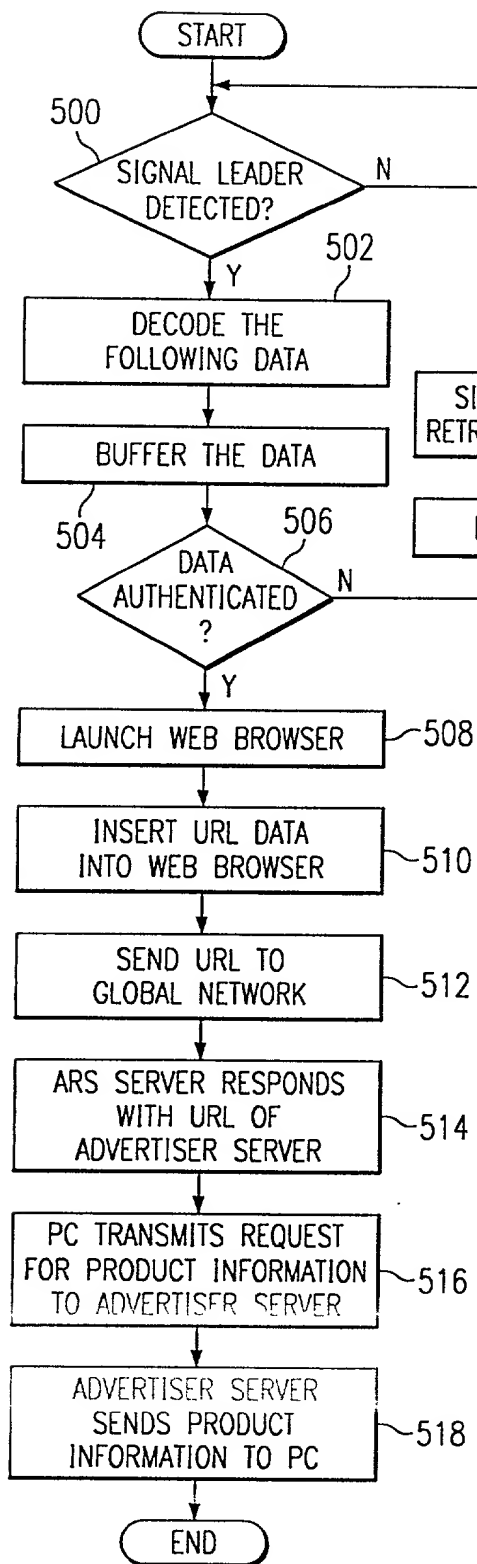 START
500
SIGNAL LEADER
DETECTED?
N
Y
502
DECODE THE
FOLLOWING DATA
BUFFER THE DATA
504
RETR
506
DATA
AUTHENTICATED
?
N
Y
LAUNCH WEB BROWSER
508
INSERT URL DATA
INTO WEB BROWSER
510
SEND URL TO
GLOBAL NETWORK
512
ARS SERVER RESPONDS
WITH URL OF
ADVERTISER SERVER
514
PC TRANSMITS REQUEST
FOR PRODUCT INFORMATION
TO ADVERTISER SERVER
516
ADVERTISER SERVER
SENDS PRODUCT
INFORMATION TO PC
518
END